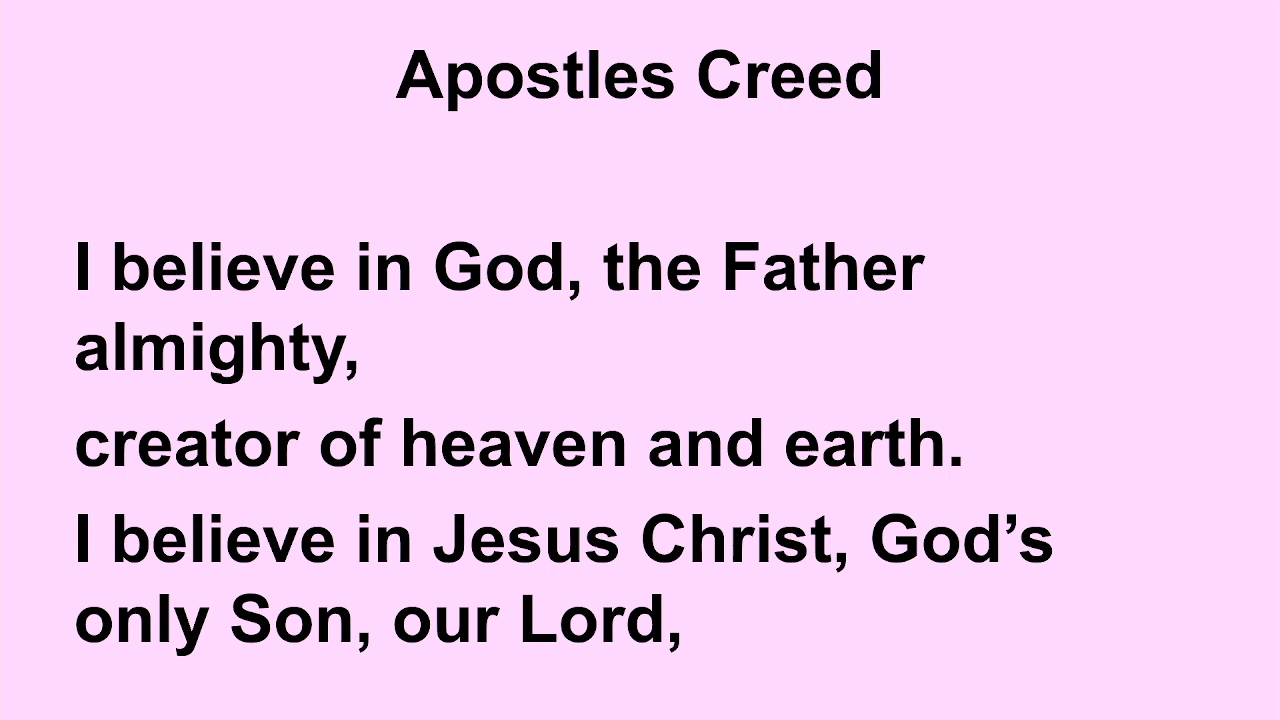 Apostles Creed
I believe in God, the Father
almighty,
creator of heaven and earth.
I believe in Jesus Christ, God’s
only Son, our Lord,